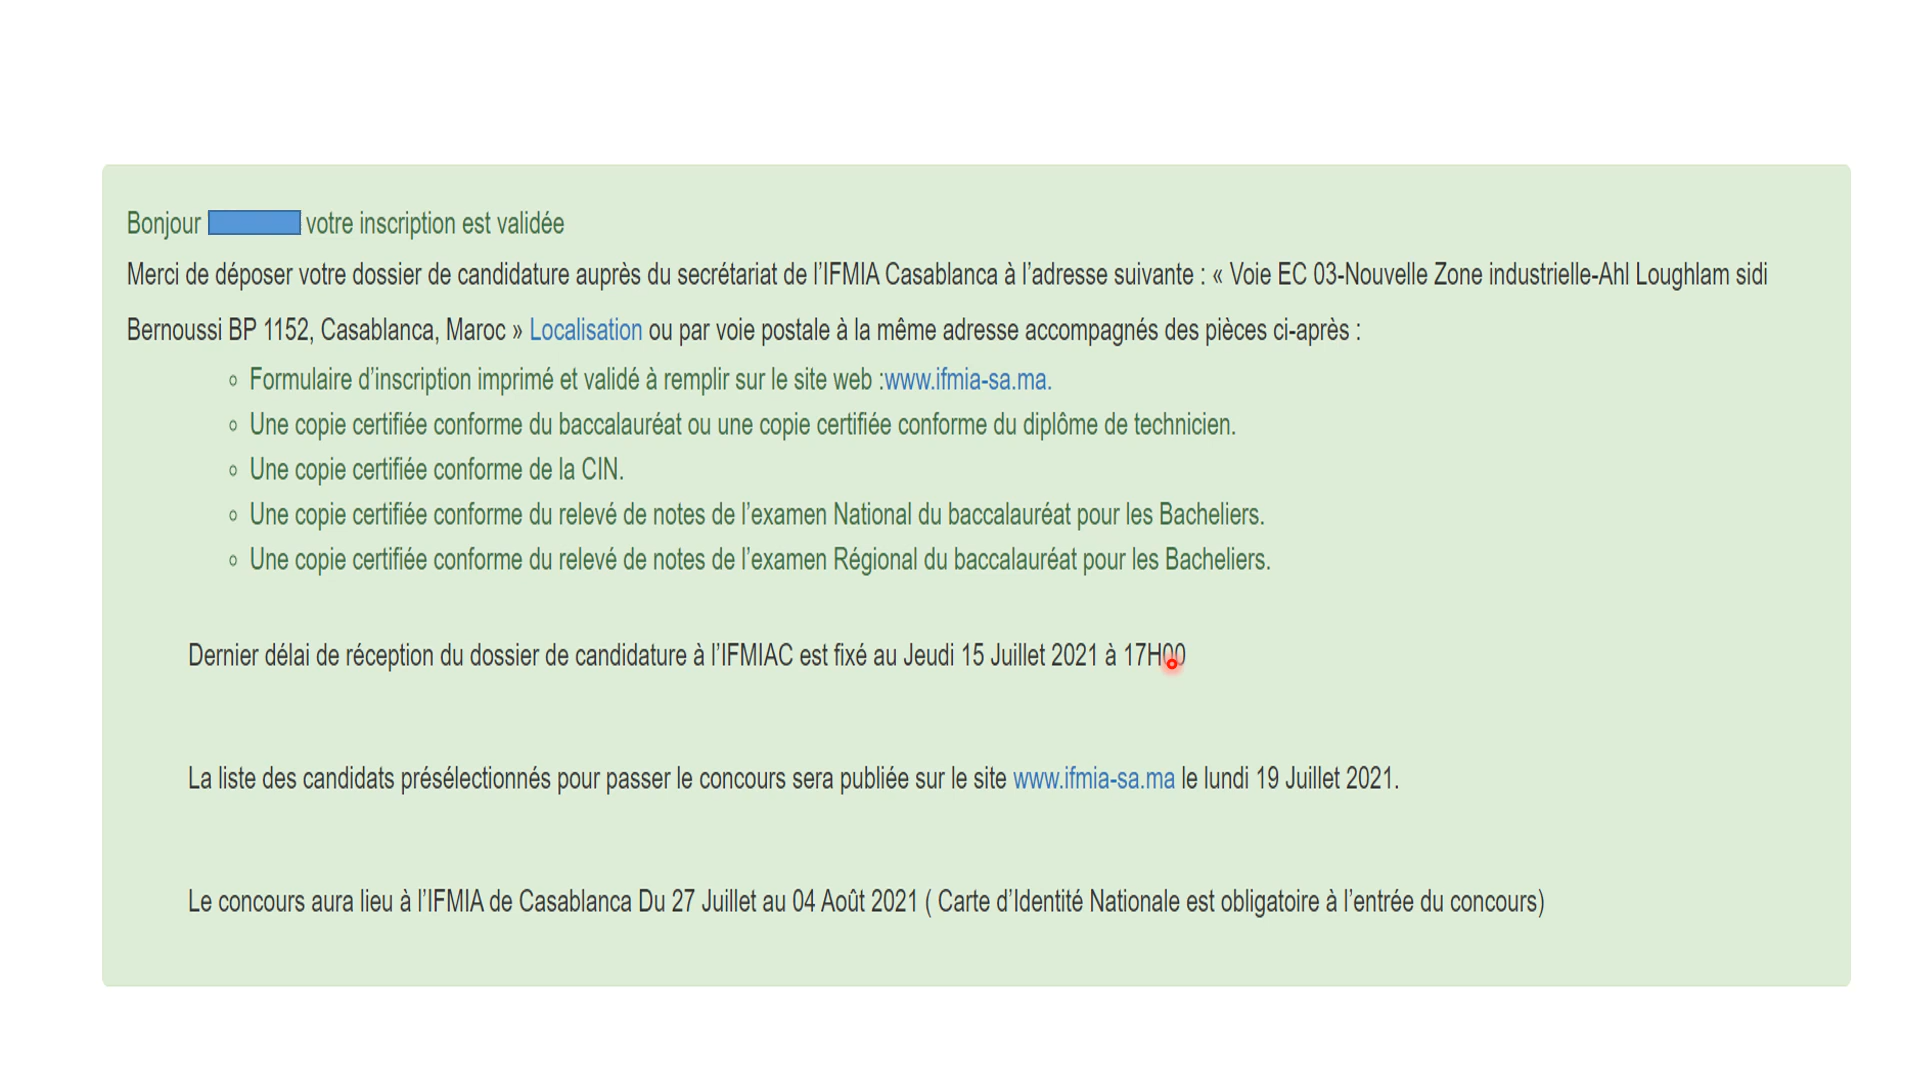 Bonjour votre inscription est validée
Merci de déposer votre dossier de candidature auprès du secrétariat de l’IFMIA Casablanca à l’adresse suivante : « Voie EC 03-Nouvelle Zone industrielle-Ahl Loughlam sidi
Bernoussi BP 1152, Casablanca, Maroc » Localisation ou par voie postale à la même adresse accompagnés des pièces ci-après :
◦ Formulaire d’inscription imprimé et validé à remplir sur le site web :www.ifmia-sa.ma.
◦ Une copie certifiée conforme du baccalauréat ou une copie certifiée conforme du diplôme de technicien.
◦ Une copie certifiée conforme de la CIN.
◦ Une copie certifiée conforme du relevé de notes de l’examen National du baccalauréat pour les Bacheliers.
◦ Une copie certifiée conforme du relevé de notes de l’examen Régional du baccalauréat pour les Bacheliers.
Dernier délai de réception du dossier de candidature à l’IFMIAC est fixé au Jeudi 15 Juillet 2021 à 17H00
La liste des candidats présélectionnés pour passer le concours sera publiée sur le site www.ifmia-sa.ma le lundi 19 Juillet 2021.
Le concours aura lieu à l’IFMIA de Casablanca Du 27 Juillet au 04 Août 2021 ( Carte d’Identité Nationale est obligatoire à l’entrée du concours)